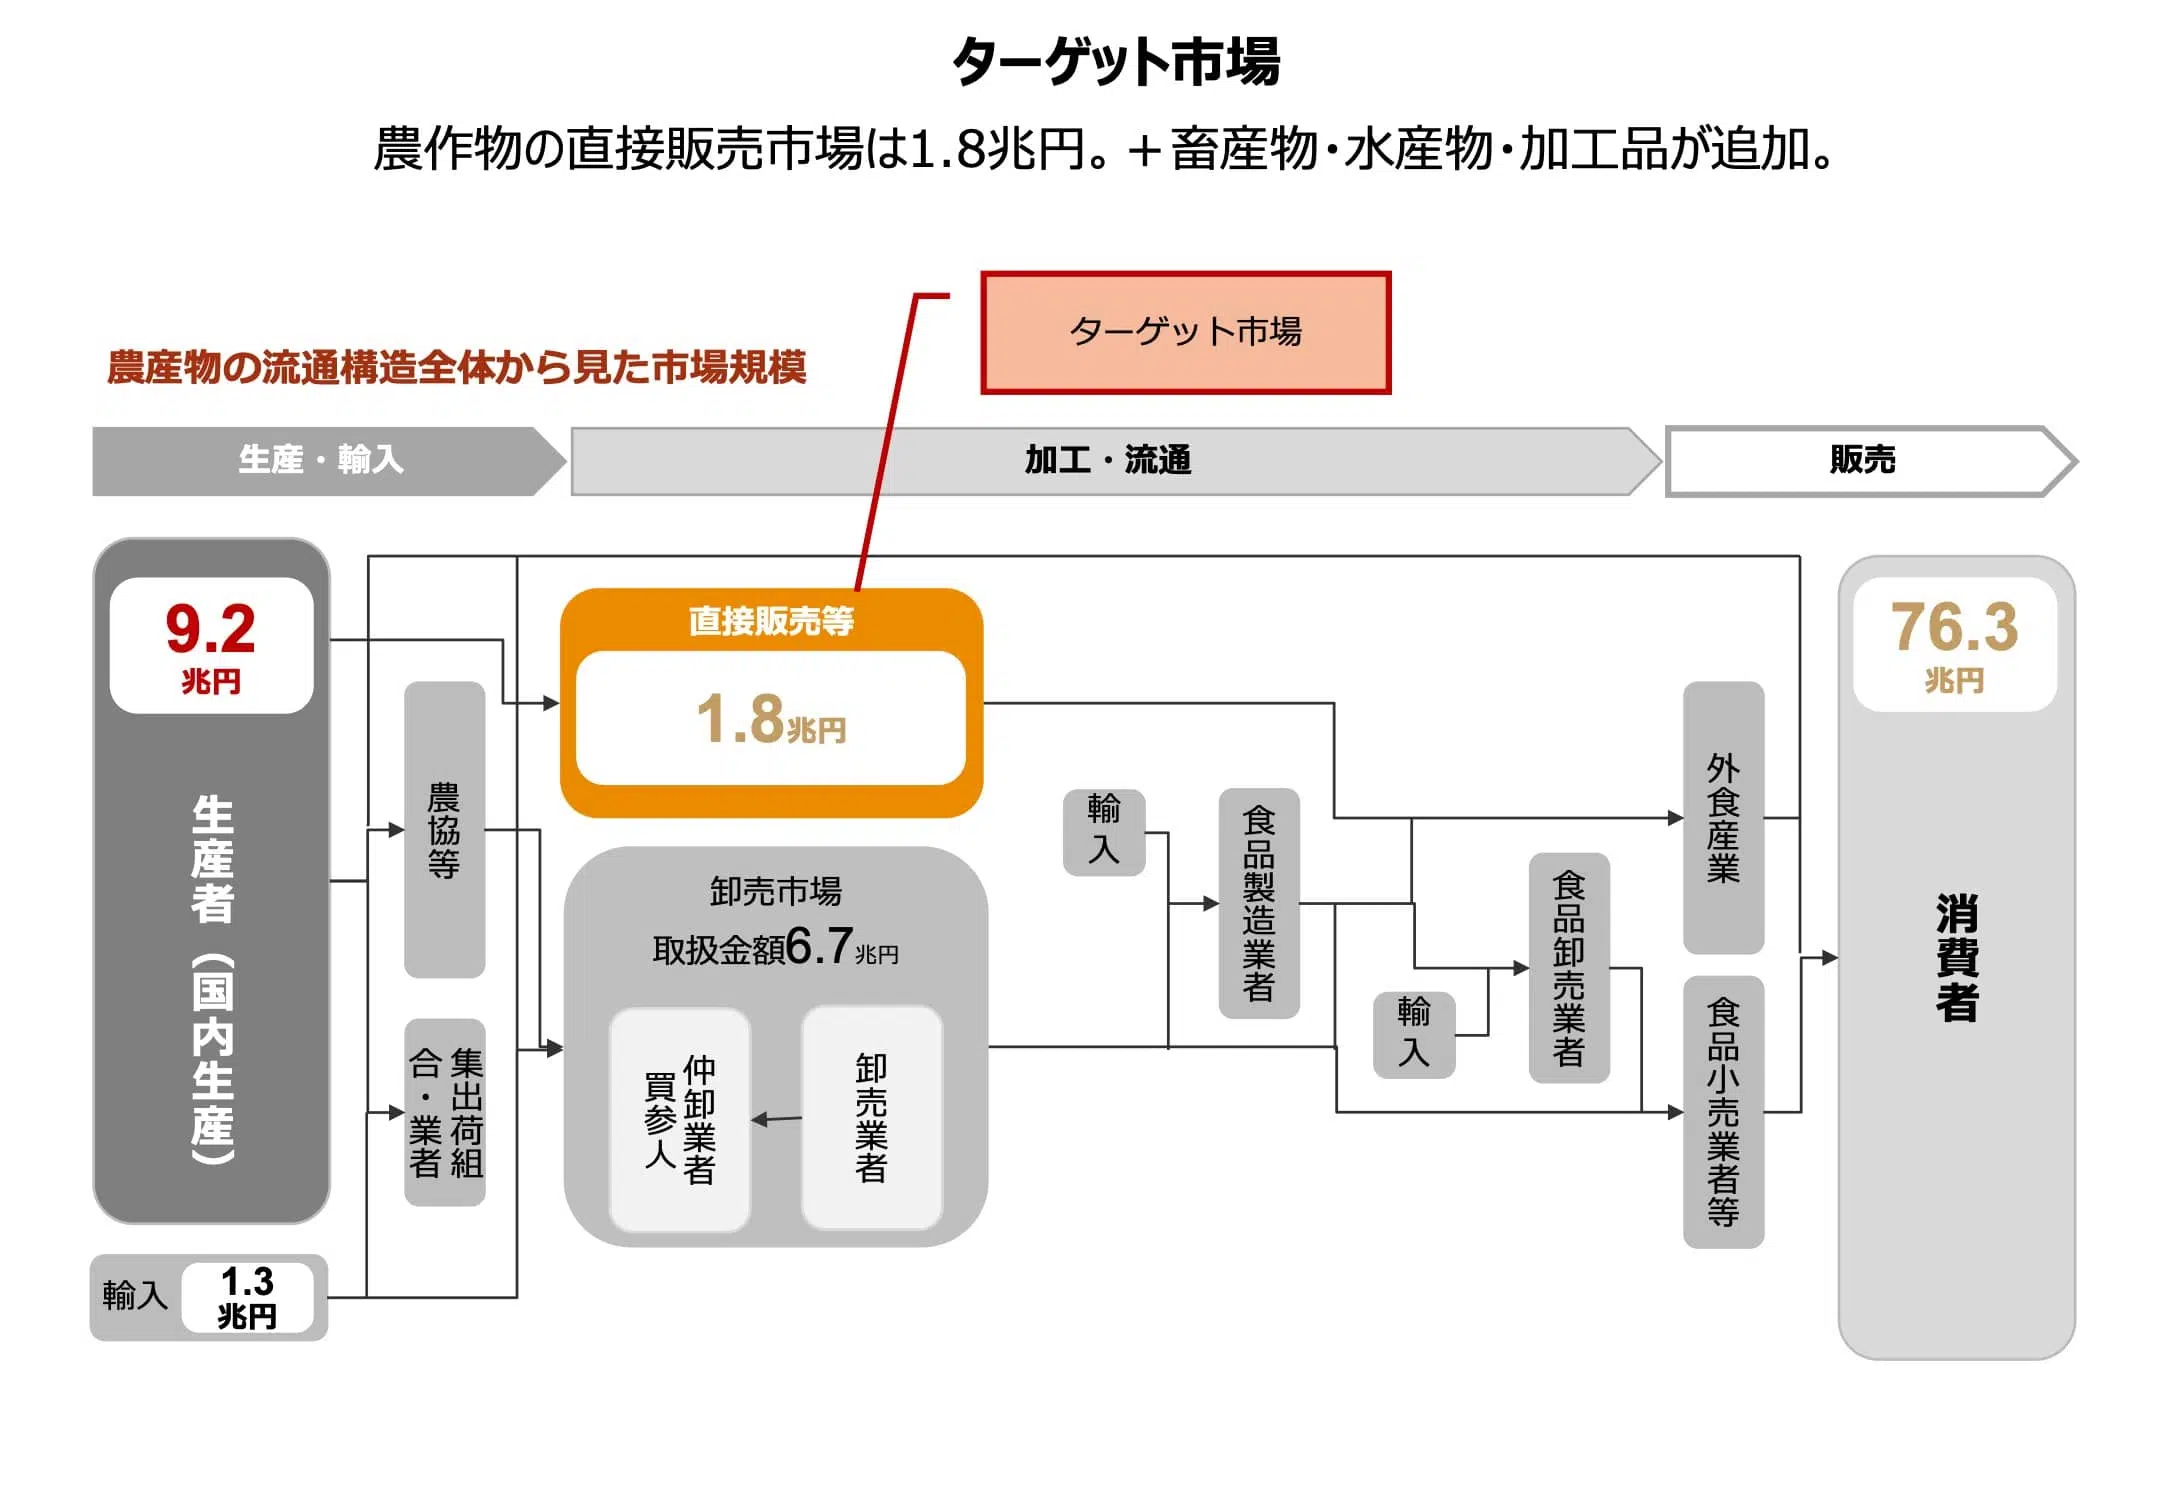 ターゲット市場
農作物の直接販売市場は1.8兆円。＋畜産物・水産物・加工品が追加。
ターゲット市場
農産物の流通構造全体から見た市場規模
生産・輸入
加工・流通
販売
9.2
兆円
生産者（国内生産）
輸入
1.3
兆円
農協等
集出荷組
合・業者
直接販売等
1.8兆円
卸売市場
取扱金額6.7兆円
仲卸業者
買参人
卸売業者
輸
入
食品製造業者
輸
入
食品卸売業者
外食産業
食品小売業者等
76.3
兆円
消費者